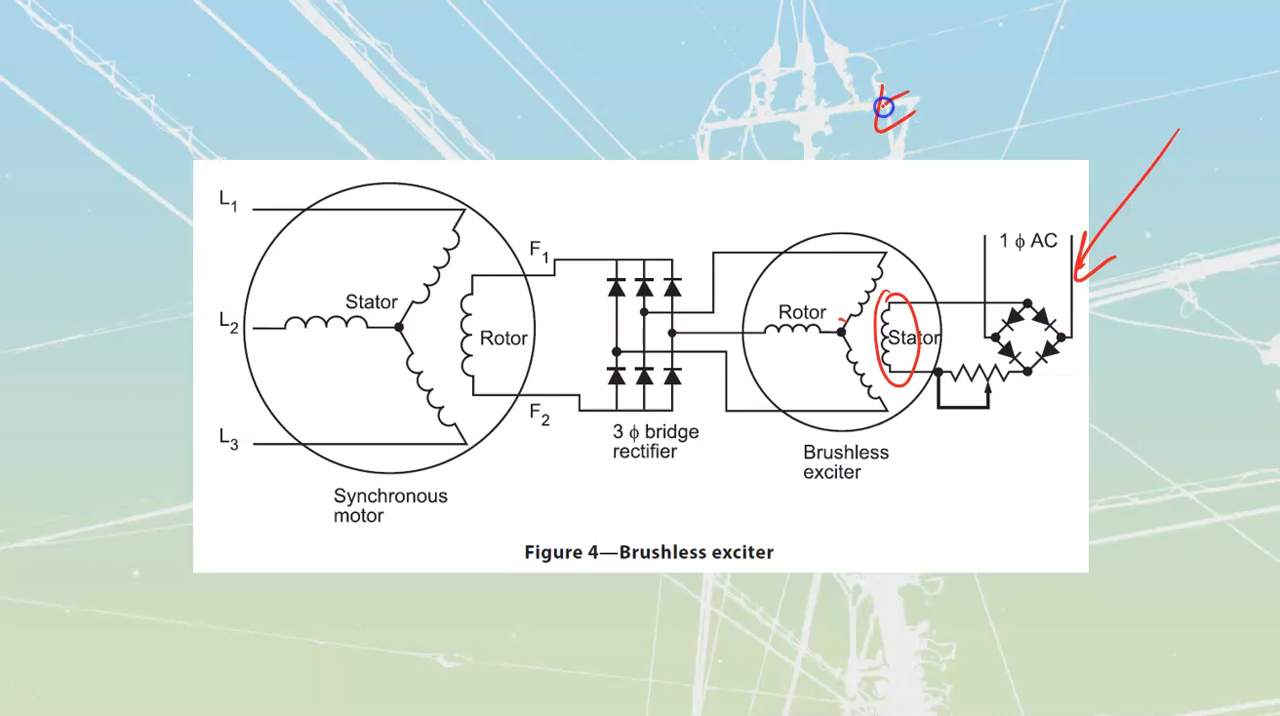 L1
L2
L3
Stator
Rotor
F1
F2
Synchronous
motor
3 ϕ bridge
rectifier
Rotor
Stator
Brushless
exciter
1 ϕ AC
Figure 4—Brushless exciter